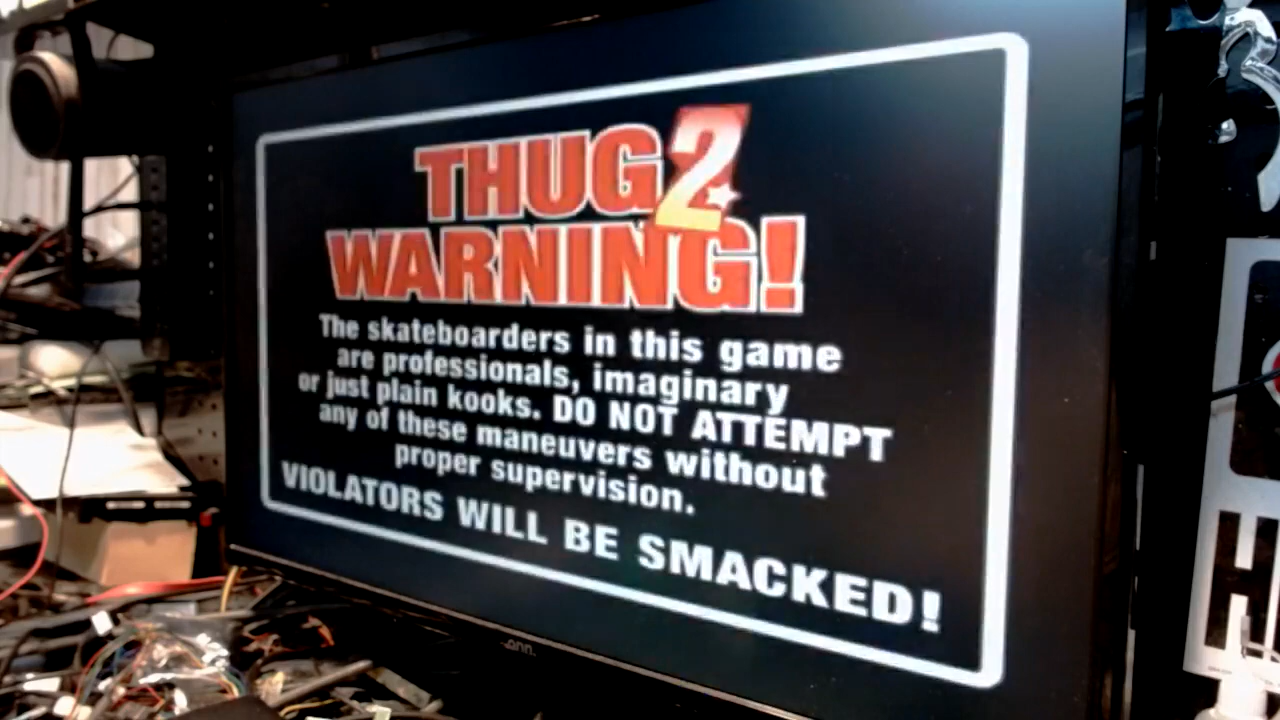 THUG2
WARNING!
The skateboarders in this game
are professionals, imaginary
or just plain kooks. DO NOT ATTEMPT
any of these maneuvers without
proper supervision.
VIOLATORS WILL BE SMACKED!
onn.